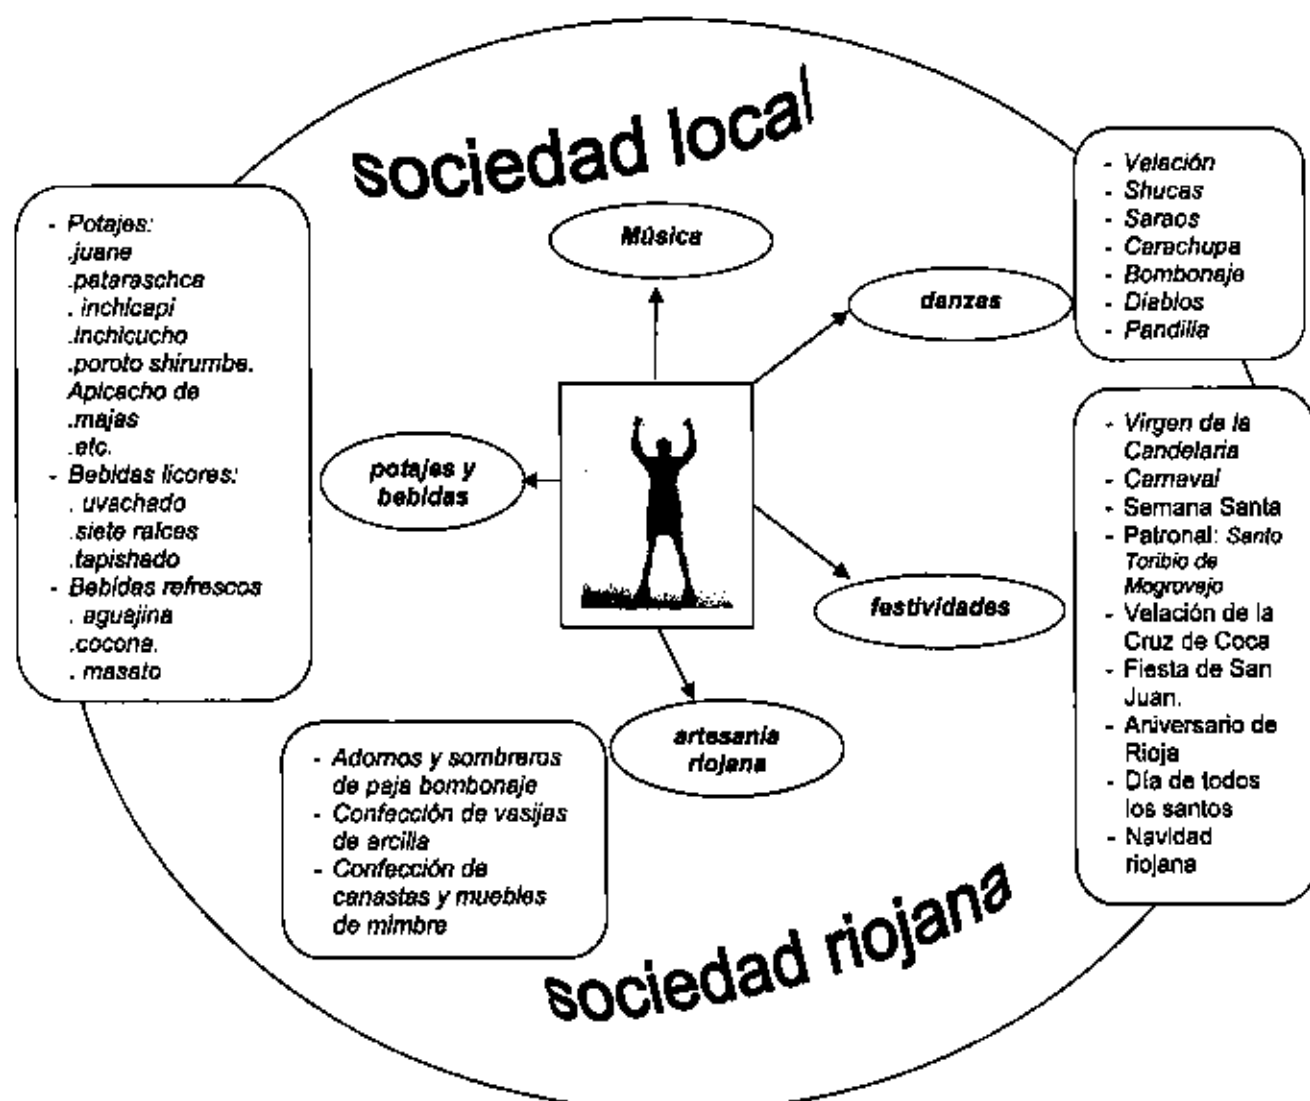 sociedad local
Música
danzas
- Velación
- Shucas
- Saraos
- Carachupa
- Bombonaje
- Diablos
- Pandilla
- Potajes:
.juane
.pataraschca
. inchicapi
.inchicucho
.poroto shirumbe.
Apicacho de
.majas
.etc.
- Bebidas licores:
. uvachado
.siete raíces
.tapishado
- Bebidas refrescos
. aguajina
.cocona.
. masato
potajes y
bebidas
festividades
- Virgen de la
Candelaria
- Carnaval
- Semana Santa
- Patronal: Santo
Toribio de
Mogrovejo
- Velación de la
Cruz de Coca
- Fiesta de San
Juan.
- Aniversario de
Rioja
- Día de todos
los santos
- Navidad
riojana
artesanía
riojana
- Adornos y sombreros
de paja bombonaje
- Confección de vasijas
de arcilla
- Confección de
canastas y muebles
de mimbre
sociedad riojana